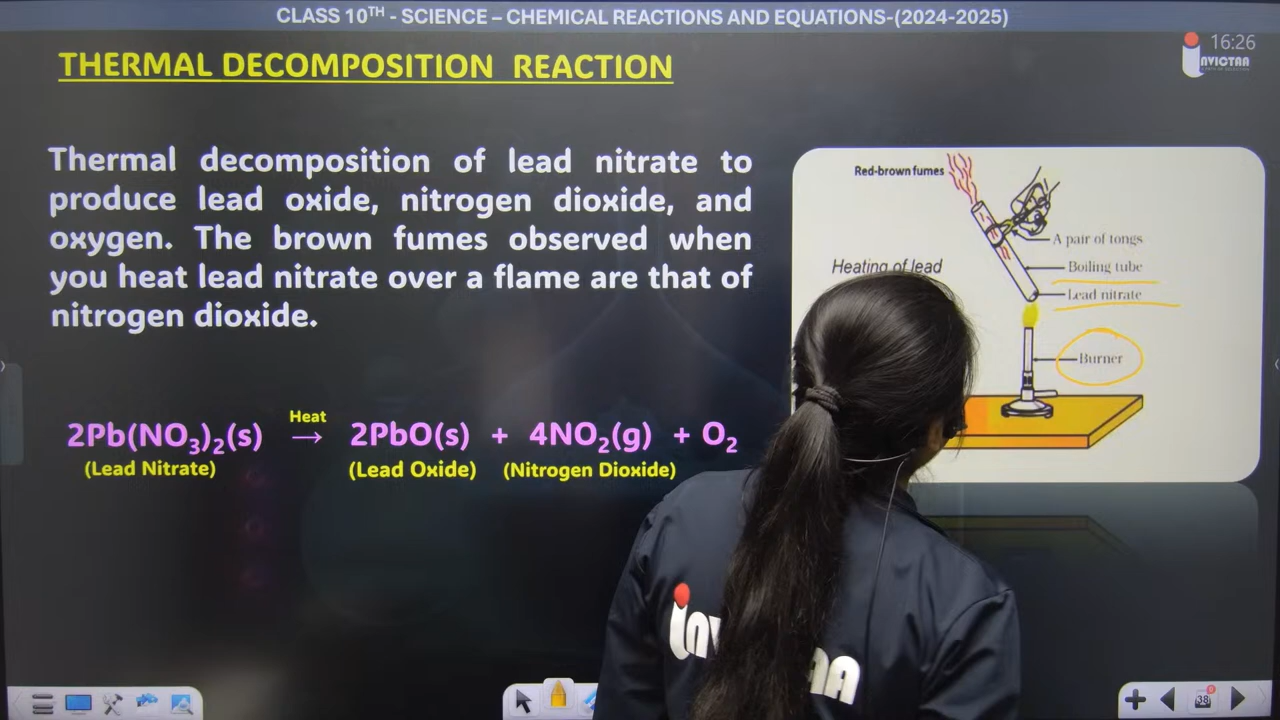 CLASS 10TH - SCIENCE – CHEMICAL REACTIONS AND EQUATIONS-(2024-2025)
16:26
INVICTAA
THERMAL DECOMPOSITION REACTION
Thermal decomposition of lead nitrate to
produce lead oxide, nitrogen dioxide, and
oxygen. The brown fumes observed when
you heat lead nitrate over a flame are that of
nitrogen dioxide.
Red-brown fumes
A pair of tongs
Heating of lead
Boiling tube
Lead nitrate
Burner
Heat
2Pb(NO₃)₂(s) → 2PbO(s) + 4NO₂(g) + O₂
(Lead Nitrate) (Lead Oxide) (Nitrogen Dioxide)
38